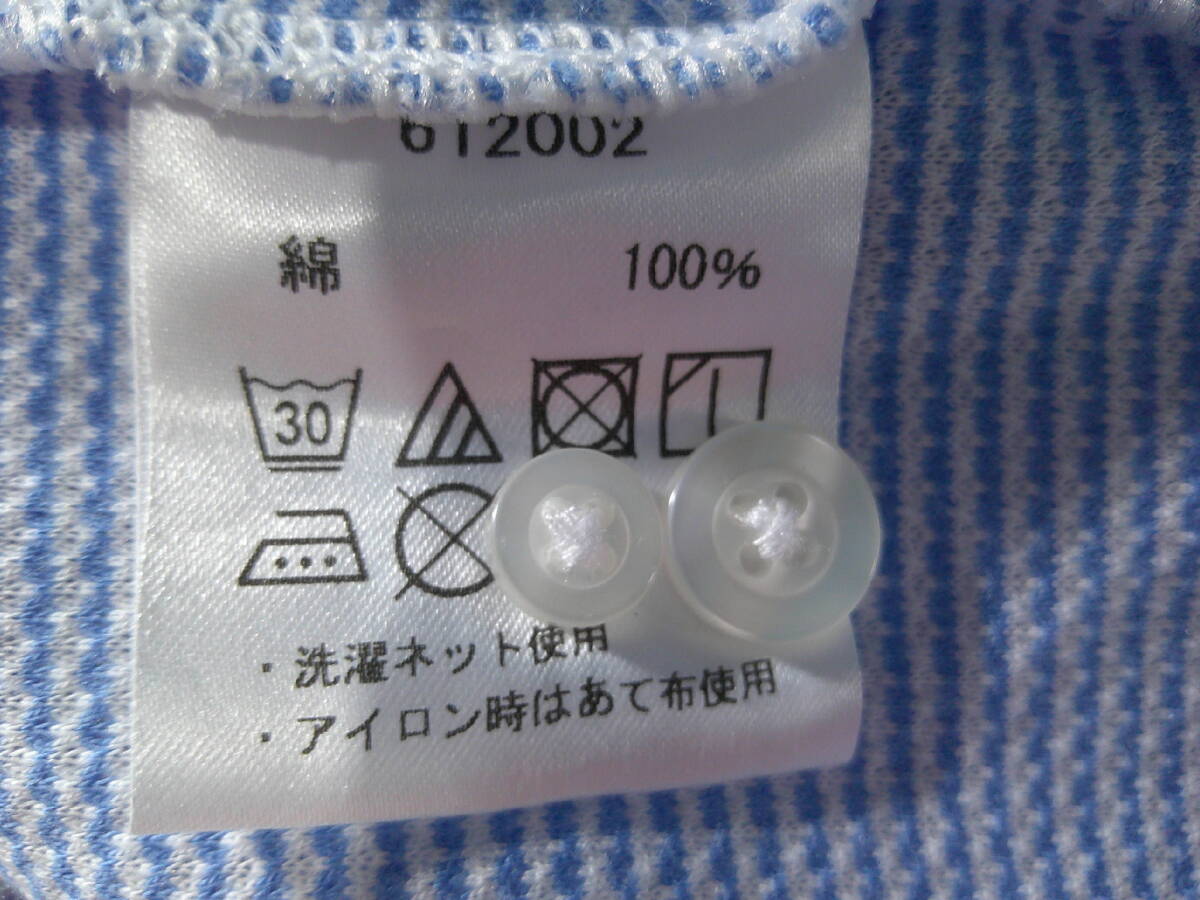 612002
綿 100%
30
・洗濯ネット使用
・アイロン時はあて布使用